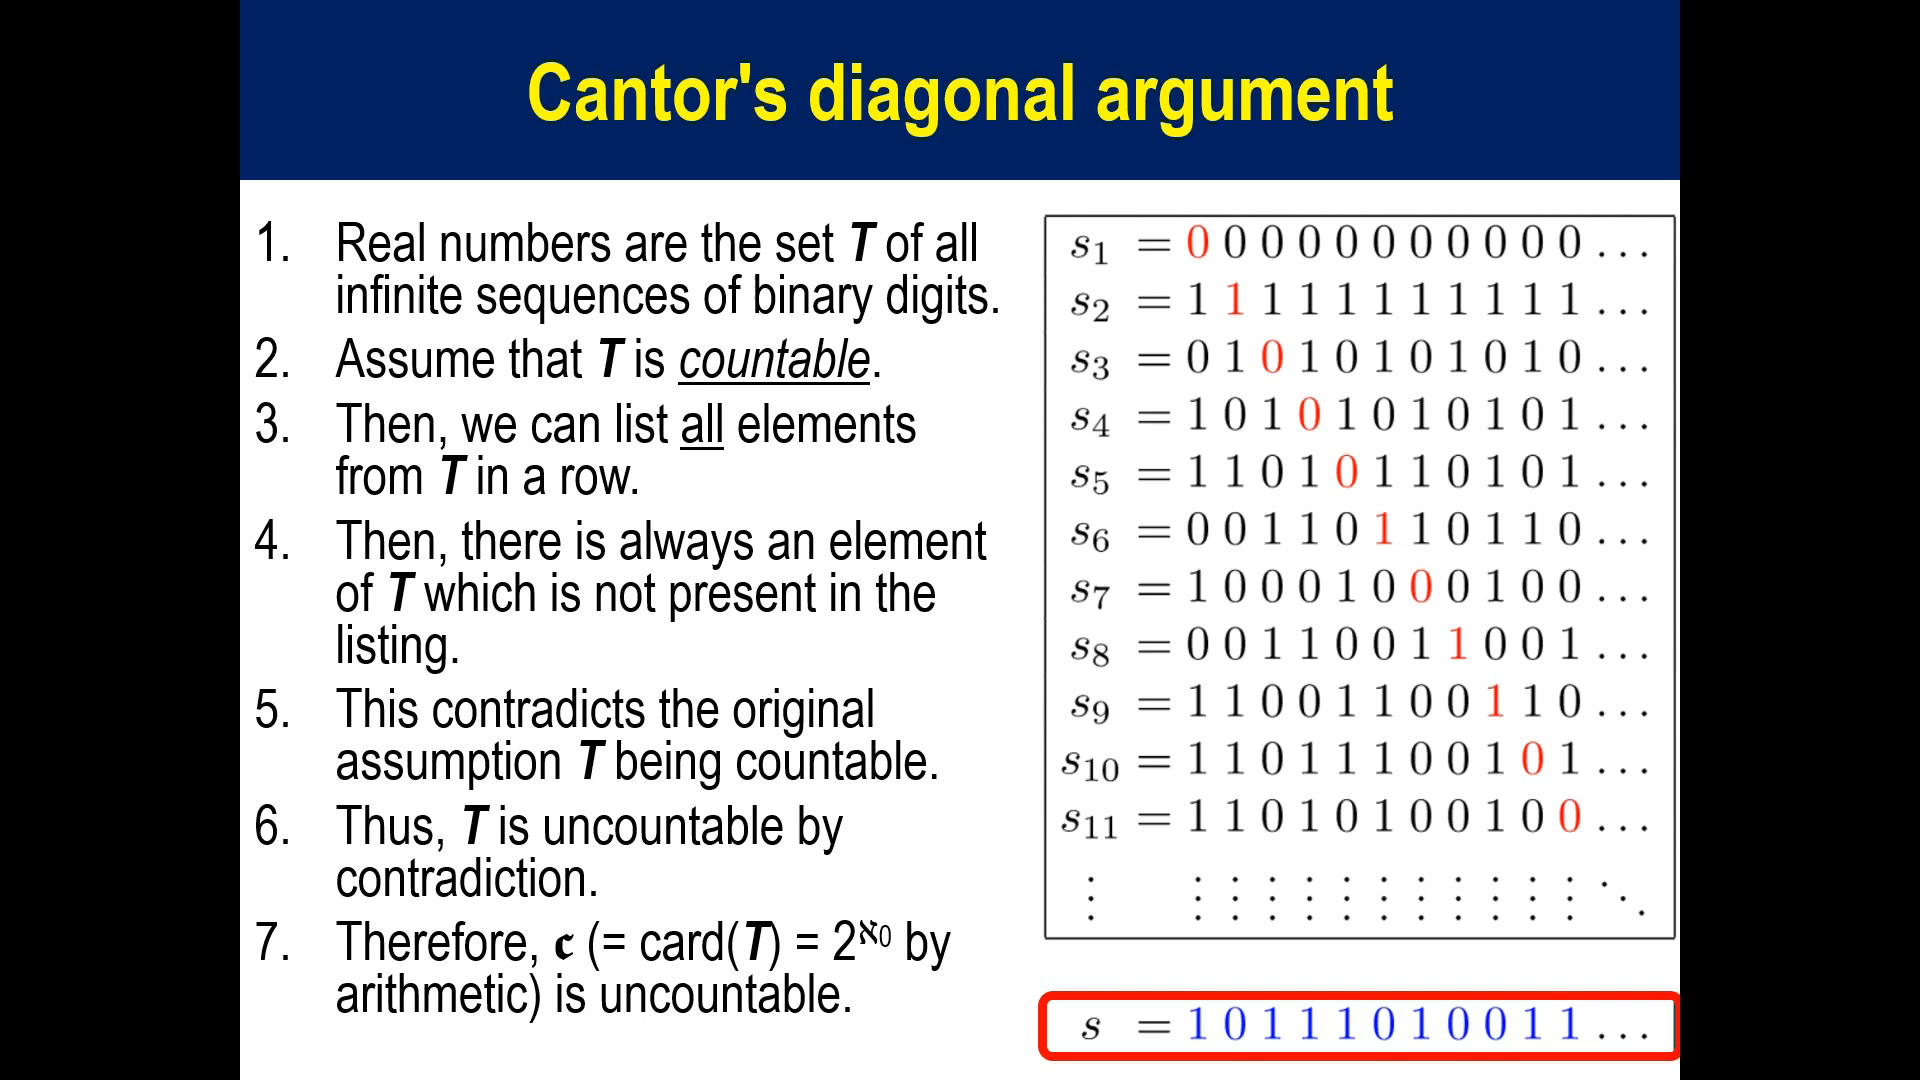 Cantor's diagonal argument
1. Real numbers are the set T of all
infinite sequences of binary digits.
2. Assume that T is countable.
3. Then, we can list all elements
from T in a row.
4. Then, there is always an element
of T which is not present in the
listing.
5. This contradicts the original
assumption T being countable.
6. Thus, T is uncountable by
contradiction.
7. Therefore, 𝖈 (= card(T) = 2^ℵ0 by
arithmetic) is uncountable.
s1 = 0 0 0 0 0 0 0 0 0 0 0 ...
s2 = 1 1 1 1 1 1 1 1 1 1 1 ...
s3 = 0 1 0 1 0 1 0 1 0 1 0 ...
s4 = 1 0 1 0 1 0 1 0 1 0 1 ...
s5 = 1 1 0 1 0 1 1 0 1 0 1 ...
s6 = 0 0 1 1 0 1 1 0 1 1 0 ...
s7 = 1 0 0 0 1 0 0 0 1 0 0 ...
s8 = 0 0 1 1 0 0 1 1 0 0 1 ...
s9 = 1 1 0 0 1 1 0 0 1 1 0 ...
s10 = 1 1 0 1 1 1 0 0 1 0 1 ...
s11 = 1 1 0 1 0 1 0 0 1 0 0 ...
⋮ ⋮ ⋮ ⋮ ⋮ ⋮ ⋮ ⋮ ⋮ ⋮ ⋮ ⋮ ⋱
s = 1 0 1 1 1 0 1 0 0 1 1 ...